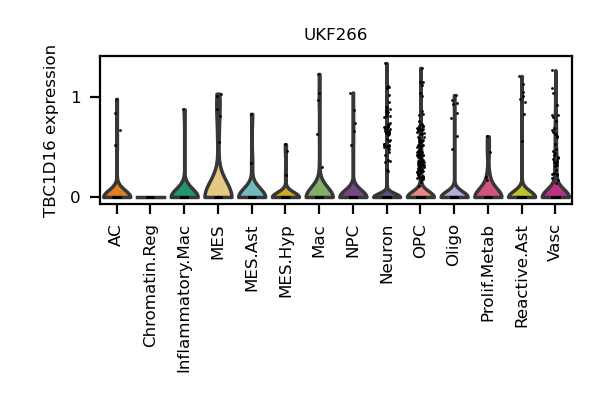 UKF266
TBC1D16 expression
1
0
AC
Chromatin.Reg
Inflammatory.Mac
MES
MES.Ast
MES.Hyp
Mac
NPC
Neuron
OPC
Oligo
Prolif.Metab
Reactive.Ast
Vasc